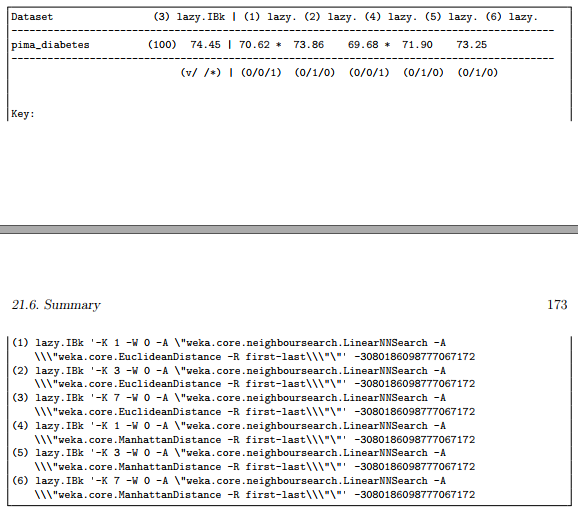 Dataset (3) lazy.IBk | (1) lazy. (2) lazy. (4) lazy. (5) lazy. (6) lazy.
--------------------------------------------------------------------------------
pima_diabetes (100) 74.45 | 70.62 * 73.86 69.68 * 71.90 73.25
--------------------------------------------------------------------------------
(v/ /*) | (0/0/1) (0/1/0) (0/0/1) (0/1/0) (0/1/0)
Key:
21.6. Summary 173
(1) lazy.IBk '-K 1 -W 0 -A \"weka.core.neighboursearch.LinearNNSearch -A
\\\"weka.core.EuclideanDistance -R first-last\\\"\"' -3080186098777067172
(2) lazy.IBk '-K 3 -W 0 -A \"weka.core.neighboursearch.LinearNNSearch -A
\\\"weka.core.EuclideanDistance -R first-last\\\"\"' -3080186098777067172
(3) lazy.IBk '-K 7 -W 0 -A \"weka.core.neighboursearch.LinearNNSearch -A
\\\"weka.core.EuclideanDistance -R first-last\\\"\"' -3080186098777067172
(4) lazy.IBk '-K 1 -W 0 -A \"weka.core.neighboursearch.LinearNNSearch -A
\\\"weka.core.ManhattanDistance -R first-last\\\"\"' -3080186098777067172
(5) lazy.IBk '-K 3 -W 0 -A \"weka.core.neighboursearch.LinearNNSearch -A
\\\"weka.core.ManhattanDistance -R first-last\\\"\"' -3080186098777067172
(6) lazy.IBk '-K 7 -W 0 -A \"weka.core.neighboursearch.LinearNNSearch -A
\\\"weka.core.ManhattanDistance -R first-last\\\"\"' -3080186098777067172